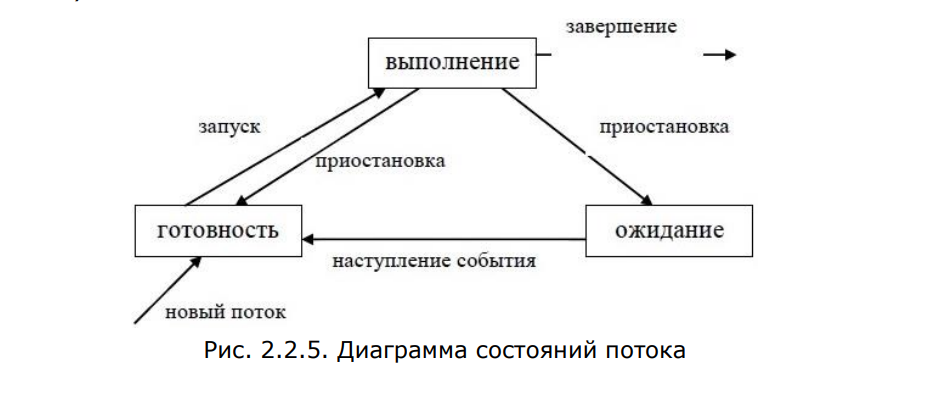 завершение
выполнение
запуск
приостановка
приостановка
готовность
ожидание
наступление события
новый поток
Рис. 2.2.5. Диаграмма состояний потока